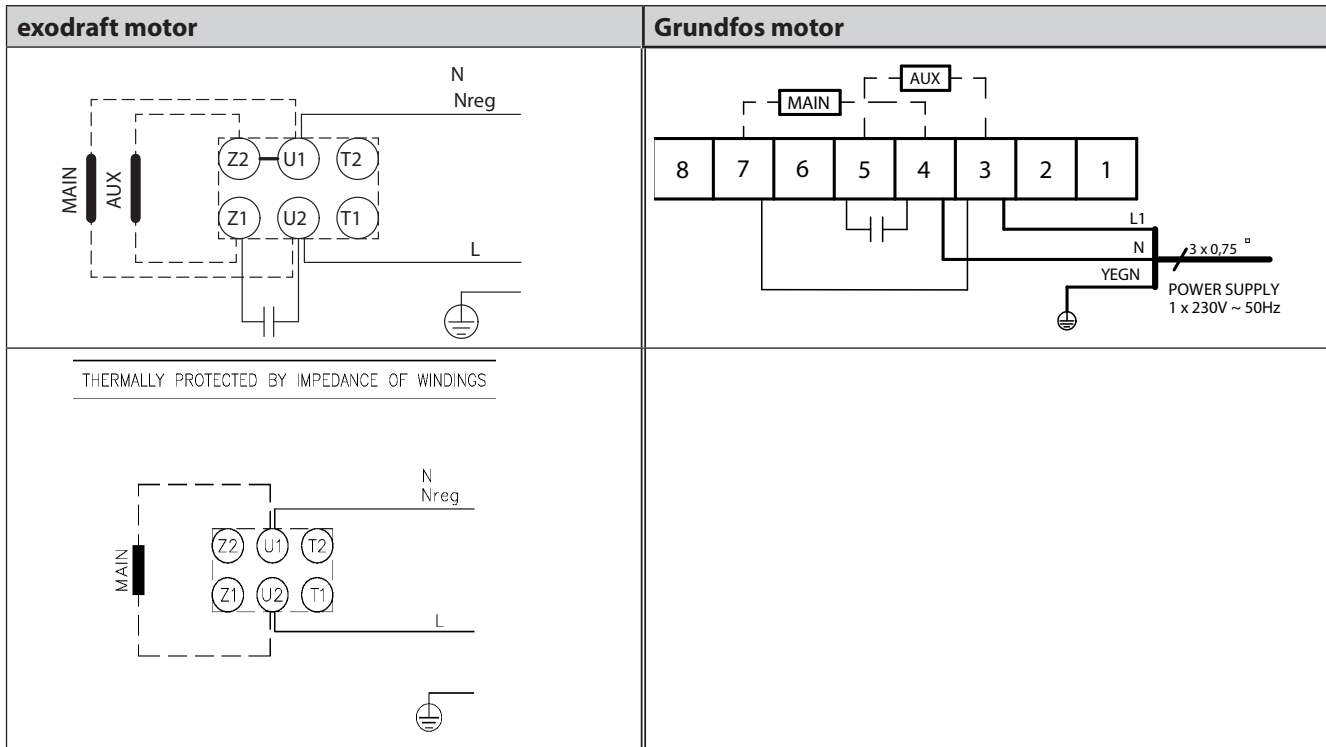 exodraft motor
Grundfos motor
N
Nreg
MAIN
AUX
Z2 U1 T2
Z1 U2 T1
L
AUX
MAIN
8 7 6 5 4 3 2 1
L1
N
YEGN
3 x 0,75 □
POWER SUPPLY
1 x 230V ~ 50Hz
THERMALLY PROTECTED BY IMPEDANCE OF WINDINGS
N
Nreg
MAIN
Z2 U1 T2
Z1 U2 T1
L